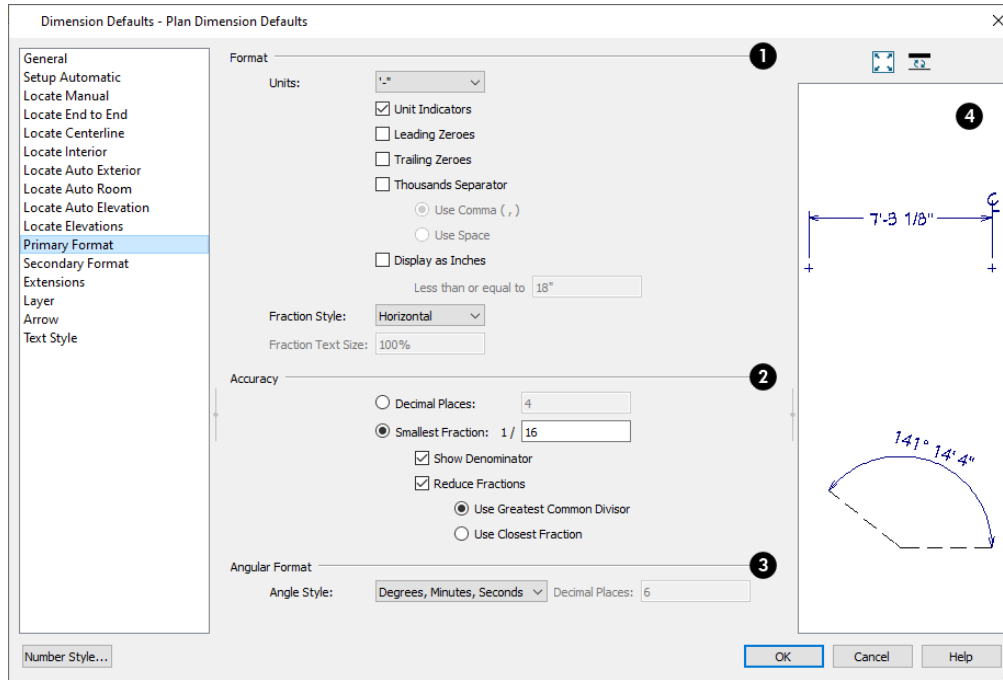 Dimension Defaults - Plan Dimension Defaults
General
Setup Automatic
Locate Manual
Locate End to End
Locate Centerline
Locate Interior
Locate Auto Exterior
Locate Auto Room
Locate Auto Elevation
Locate Elevations
Primary Format
Secondary Format
Extensions
Layer
Arrow
Text Style
Format 1
Units: '-"
Unit Indicators
Leading Zeroes
Trailing Zeroes
Thousands Separator
Use Comma ( , )
Use Space
Display as Inches
Less than or equal to 18"
Fraction Style: Horizontal
Fraction Text Size: 100%
Accuracy 2
Decimal Places: 4
Smallest Fraction: 1 / 16
Show Denominator
Reduce Fractions
Use Greatest Common Divisor
Use Closest Fraction
Angular Format 3
Angle Style: Degrees, Minutes, Seconds Decimal Places: 6
4
7'-3 1/8"
141° 14' 4"
Number Style...
OK Cancel Help